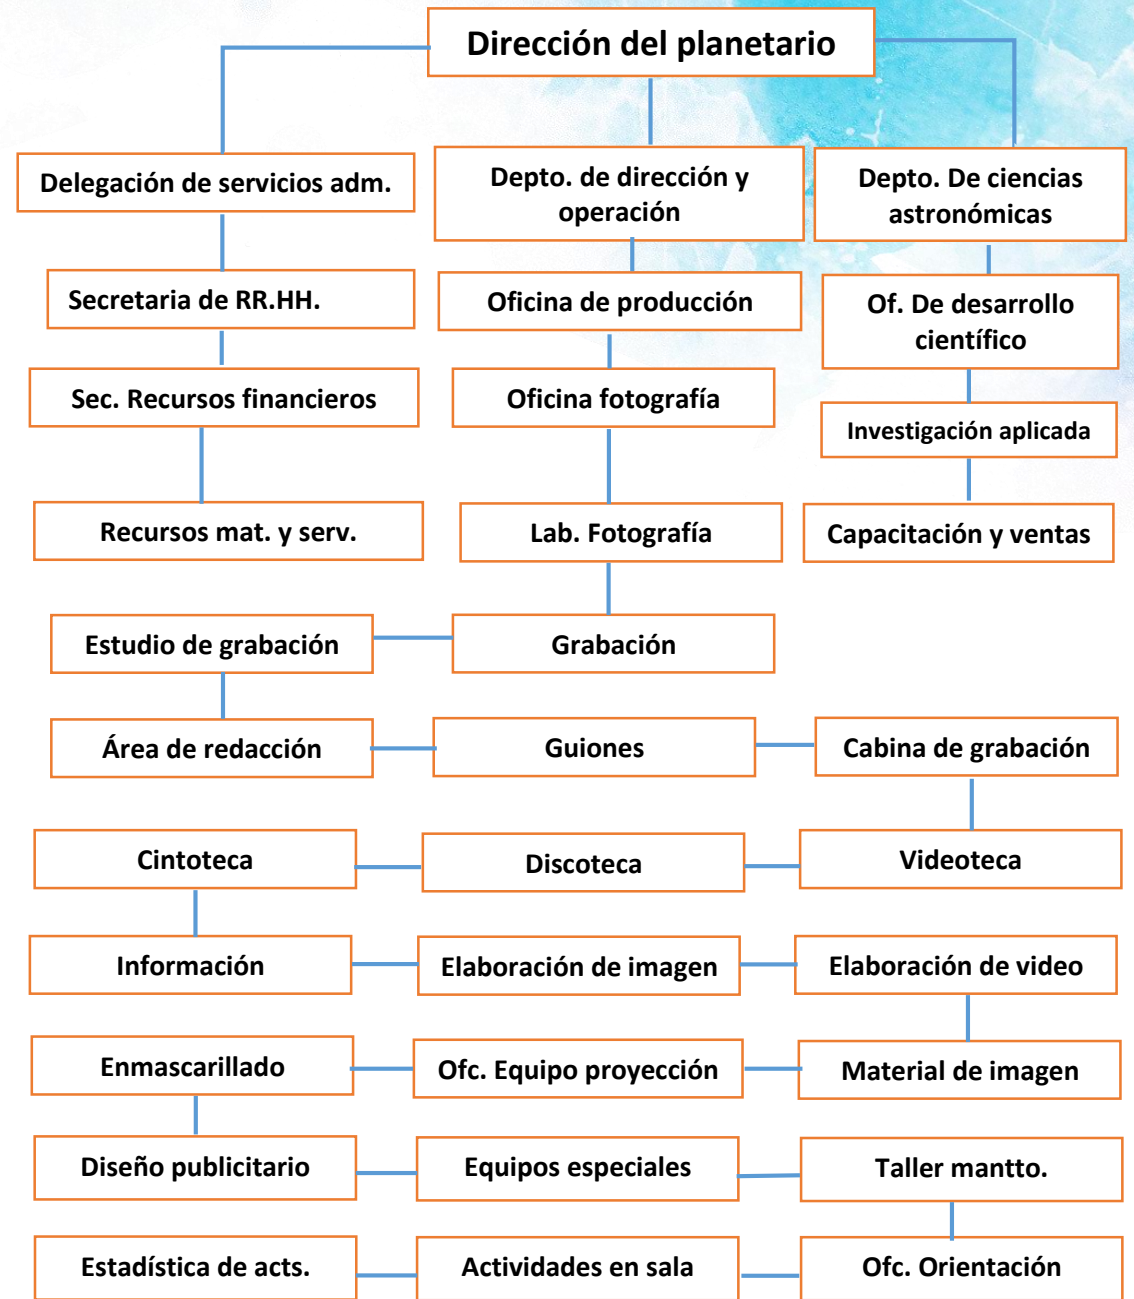 Dirección del planetario
Delegación de servicios adm.
Depto. de dirección y
operación
Depto. De ciencias
astronómicas
Secretaria de RR.HH.
Oficina de producción
Of. De desarrollo
científico
Sec. Recursos financieros
Oficina fotografía
Investigación aplicada
Recursos mat. y serv.
Lab. Fotografía
Capacitación y ventas
Estudio de grabación
Grabación
Área de redacción
Guiones
Cabina de grabación
Cintoteca
Discoteca
Videoteca
Información
Elaboración de imagen
Elaboración de video
Enmascarillado
Ofc. Equipo proyección
Material de imagen
Diseño publicitario
Equipos especiales
Taller mantto.
Estadística de acts.
Actividades en sala
Ofc. Orientación